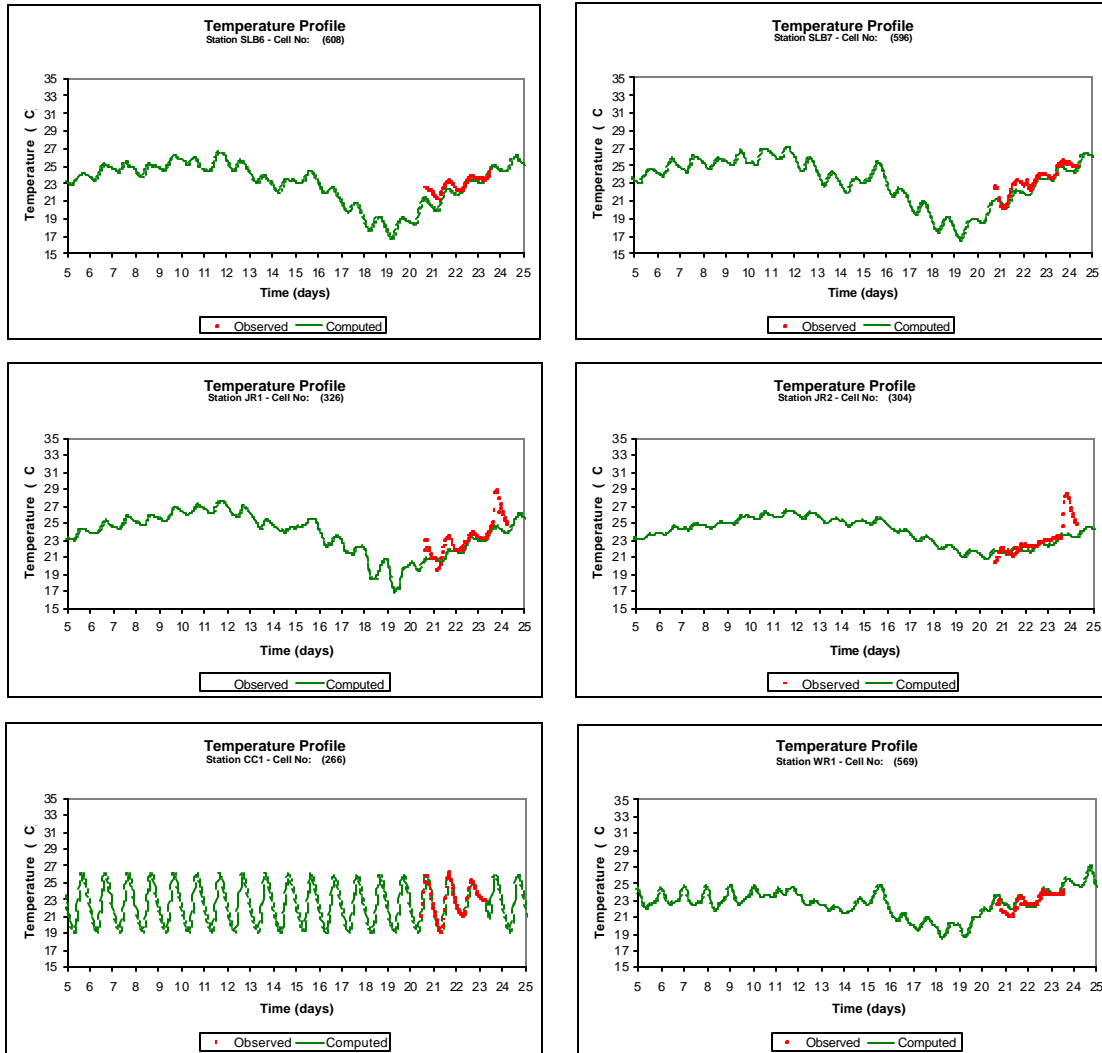 Temperature Profile
Station SLB6 - Cell No: (608)
35
33
31
29
27
25
23
21
19
17
15
Temperature ( C
5 6 7 8 9 10 11 12 13 14 15 16 17 18 19 20 21 22 23 24 25
Time (days)
Observed Computed
Temperature Profile
Station SLB7 - Cell No: (596)
35
33
31
29
27
25
23
21
19
17
15
Temperature ( C
5 6 7 8 9 10 11 12 13 14 15 16 17 18 19 20 21 22 23 24 25
Time (days)
Observed Computed
Temperature Profile
Station JR1 - Cell No: (326)
35
33
31
29
27
25
23
21
19
17
15
Temperature ( C
5 6 7 8 9 10 11 12 13 14 15 16 17 18 19 20 21 22 23 24 25
Time (days)
Observed Computed
Temperature Profile
Station JR2 - Cell No: (304)
35
33
31
29
27
25
23
21
19
17
15
Temperature ( C
5 6 7 8 9 10 11 12 13 14 15 16 17 18 19 20 21 22 23 24 25
Time (days)
Observed Computed
Temperature Profile
Station CC1 - Cell No: (266)
35
33
31
29
27
25
23
21
19
17
15
Temperature ( C
5 6 7 8 9 10 11 12 13 14 15 16 17 18 19 20 21 22 23 24 25
Time (days)
Observed Computed
Temperature Profile
Station WR1 - Cell No: (569)
35
33
31
29
27
25
23
21
19
17
15
Temperature ( C
5 6 7 8 9 10 11 12 13 14 15 16 17 18 19 20 21 22 23 24 25
Time (days)
Observed Computed